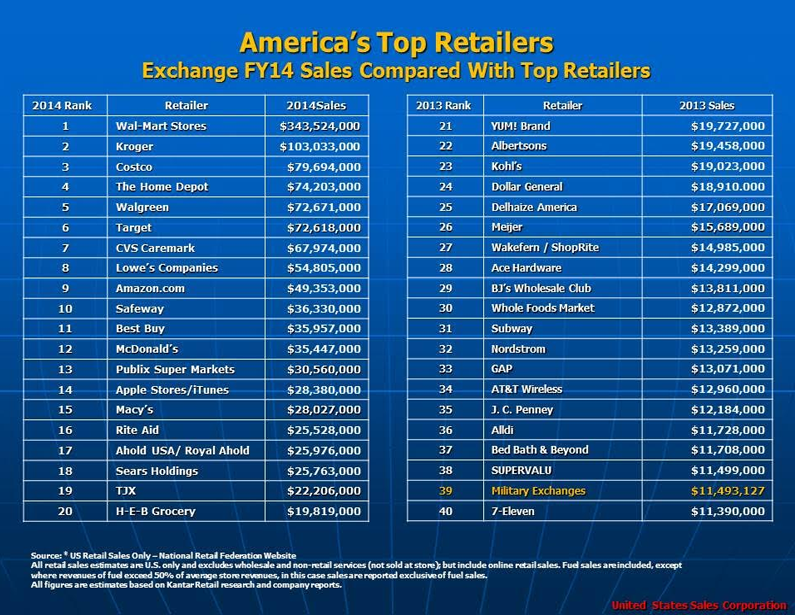 America's Top Retailers
Exchange FY14 Sales Compared With Top Retailers
2014 Rank Retailer 2014Sales
1 Wal-Mart Stores $343,524,000
2 Kroger $103,033,000
3 Costco $79,694,000
4 The Home Depot $74,203,000
5 Walgreen $72,671,000
6 Target $72,618,000
7 CVS Caremark $67,974,000
8 Lowe's Companies $54,805,000
9 Amazon.com $49,353,000
10 Safeway $36,330,000
11 Best Buy $35,957,000
12 McDonald's $35,447,000
13 Publix Super Markets $30,560,000
14 Apple Stores/iTunes $28,380,000
15 Macy's $28,027,000
16 Rite Aid $25,528,000
17 Ahold USA/ Royal Ahold $25,976,000
18 Sears Holdings $25,763,000
19 TJX $22,206,000
20 H-E-B Grocery $19,819,000
2013 Rank Retailer 2013 Sales
21 YUM! Brand $19,727,000
22 Albertsons $19,458,000
23 Kohl's $19,023,000
24 Dollar General $18,910.000
25 Delhaize America $17,069,000
26 Meijer $15,689,000
27 Wakefern / ShopRite $14,985,000
28 Ace Hardware $14,299,000
29 BJ's Wholesale Club $13,811,000
30 Whole Foods Market $12,872,000
31 Subway $13,389,000
32 Nordstrom $13,259,000
33 GAP $13,071,000
34 AT&T Wireless $12,960,000
35 J. C. Penney $12,184,000
36 Alldi $11,728,000
37 Bed Bath & Beyond $11,708,000
38 SUPERVALU $11,499,000
39 Military Exchanges $11,493,127
40 7-Eleven $11,390,000
Source: * US Retail Sales Only – National Retail Federation Website
All retail sales estimates are U.S. only and excludes wholesale and non-retail services (not sold at store); but include online retail sales. Fuel sales are included, except
where revenues of fuel exceed 50% of average store revenues, in this case sales are reported exclusive of fuel sales.
All figures are estimates based on Kantar Retail research and company reports.
United States Sales Corporation